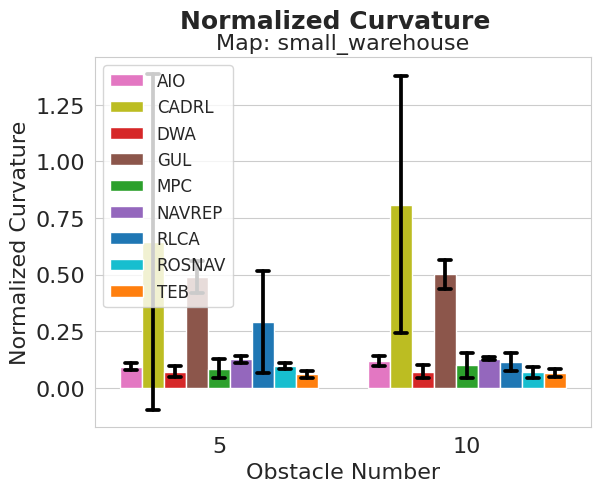 Normalized Curvature
Map: small_warehouse
Normalized Curvature
1.25
1.00
0.75
0.50
0.25
0.00
AIO
CADRL
DWA
GUL
MPC
NAVREP
RLCA
ROSNAV
TEB
5
10
Obstacle Number